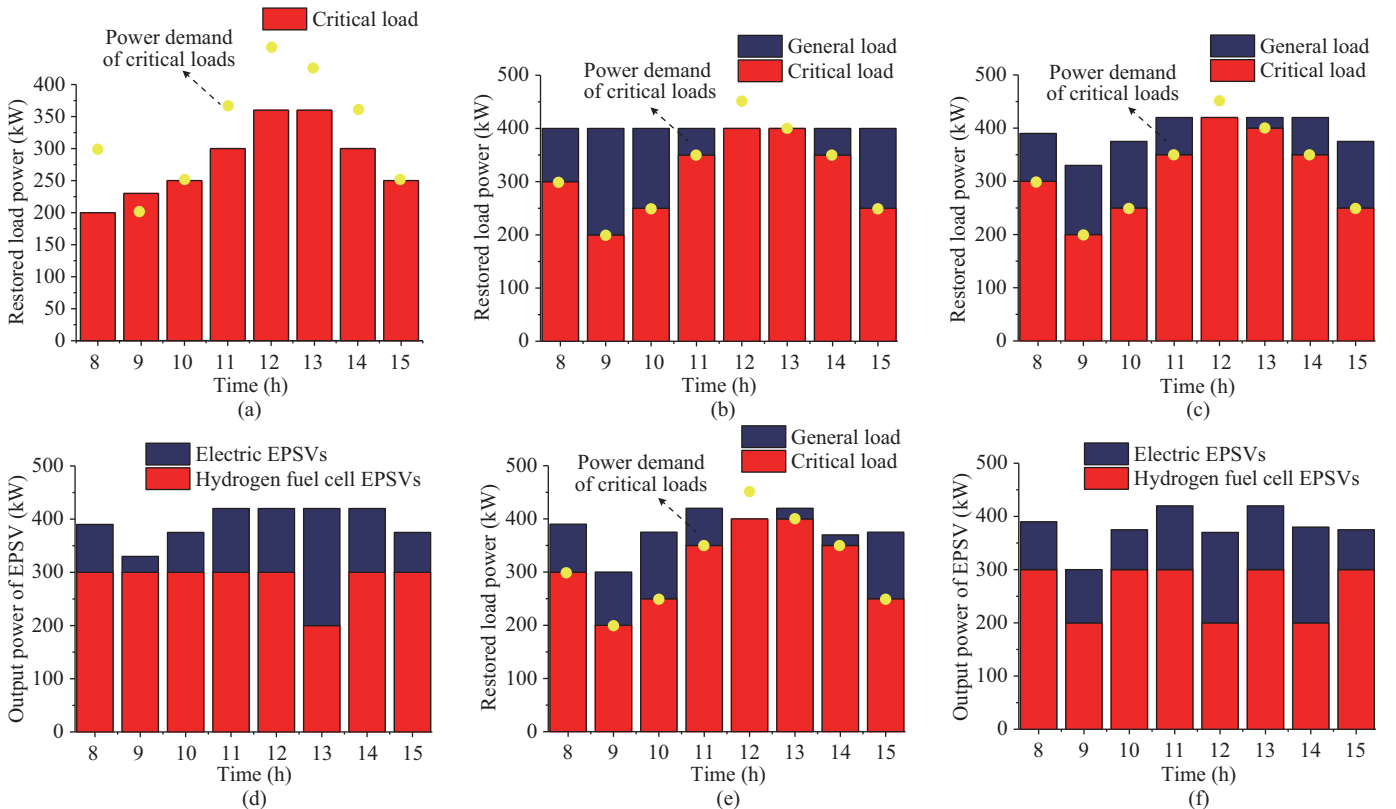 Critical load
Power demand
of critical loads
Restored load power (kW)
400
350
300
250
200
150
100
50
0
8 9 10 11 12 13 14 15
Time (h)
(a)
General load
Critical load
Power demand
of critical loads
Restored load power (kW)
500
400
300
200
100
0
8 9 10 11 12 13 14 15
Time (h)
(b)
General load
Critical load
Power demand
of critical loads
Restored load power (kW)
500
400
300
200
100
0
8 9 10 11 12 13 14 15
Time (h)
(c)
Electric EPSVs
Hydrogen fuel cell EPSVs
Output power of EPSV (kW)
500
400
300
200
100
0
8 9 10 11 12 13 14 15
Time (h)
(d)
General load
Critical load
Power demand
of critical loads
Restored load power (kW)
500
400
300
200
100
0
8 9 10 11 12 13 14 15
Time (h)
(e)
Electric EPSVs
Hydrogen fuel cell EPSVs
Output power of EPSV (kW)
500
400
300
200
100
0
8 9 10 11 12 13 14 15
Time (h)
(f)